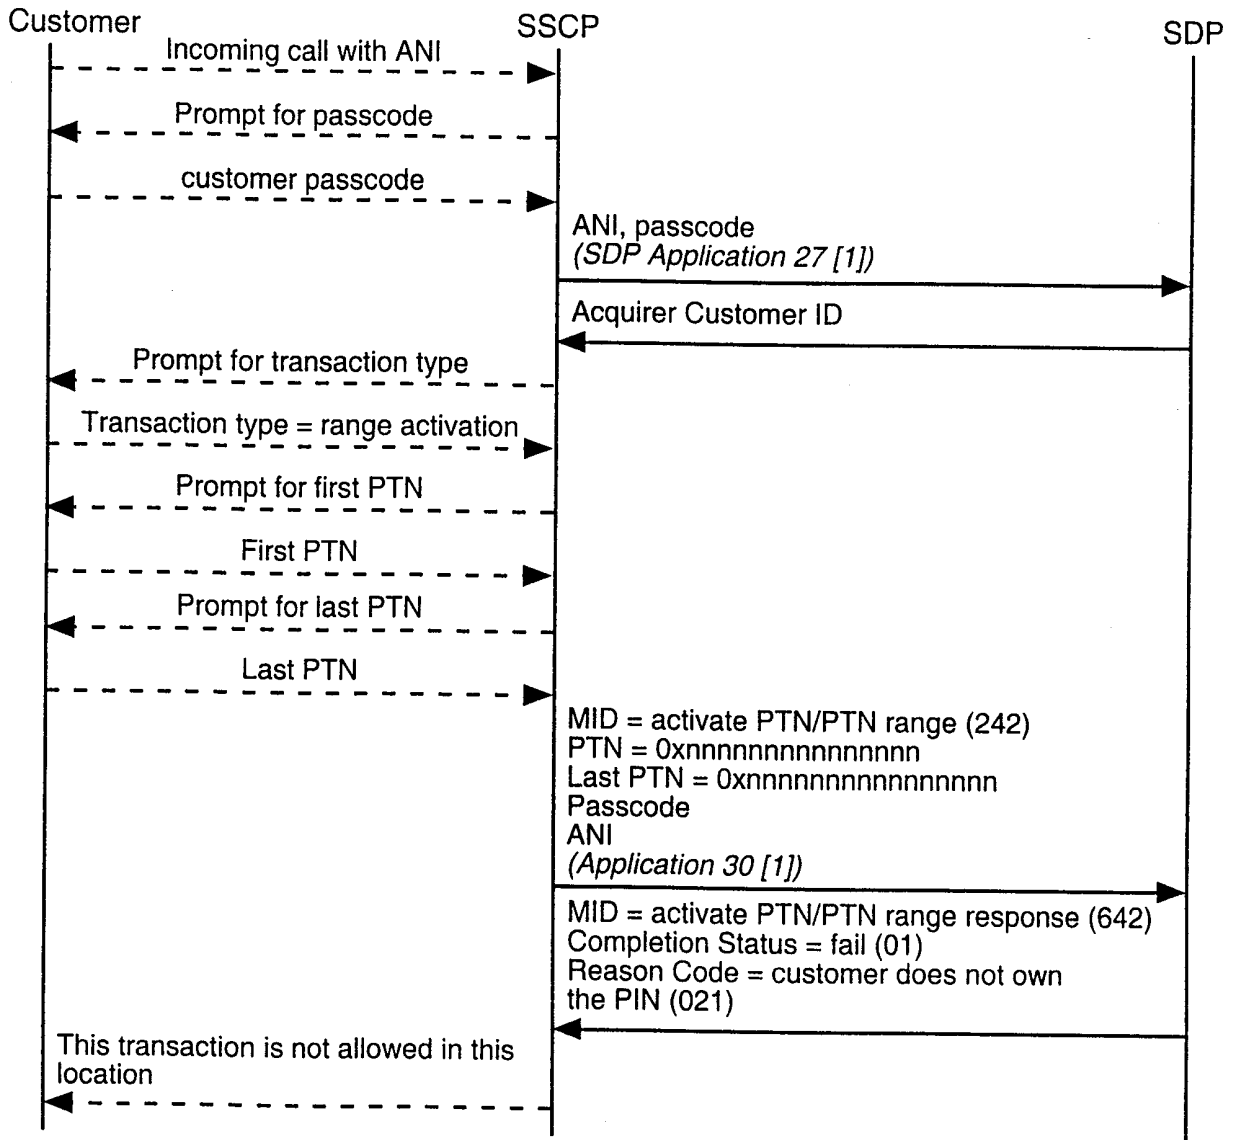 Customer
SSCP
SDP
Incoming call with ANI
Prompt for passcode
customer passcode
ANI, passcode
(SDP Application 27 [1])
Acquirer Customer ID
Prompt for transaction type
Transaction type = range activation
Prompt for first PTN
First PTN
Prompt for last PTN
Last PTN
MID = activate PTN/PTN range (242)
PTN = 0xnnnnnnnnnnnnnnnn
Last PTN = 0xnnnnnnnnnnnnnnnnn
Passcode
ANI
(Application 30 [1])
MID = activate PTN/PTN range response (642)
Completion Status = fail (01)
Reason Code = customer does not own
the PIN (021)
This transaction is not allowed in this
location